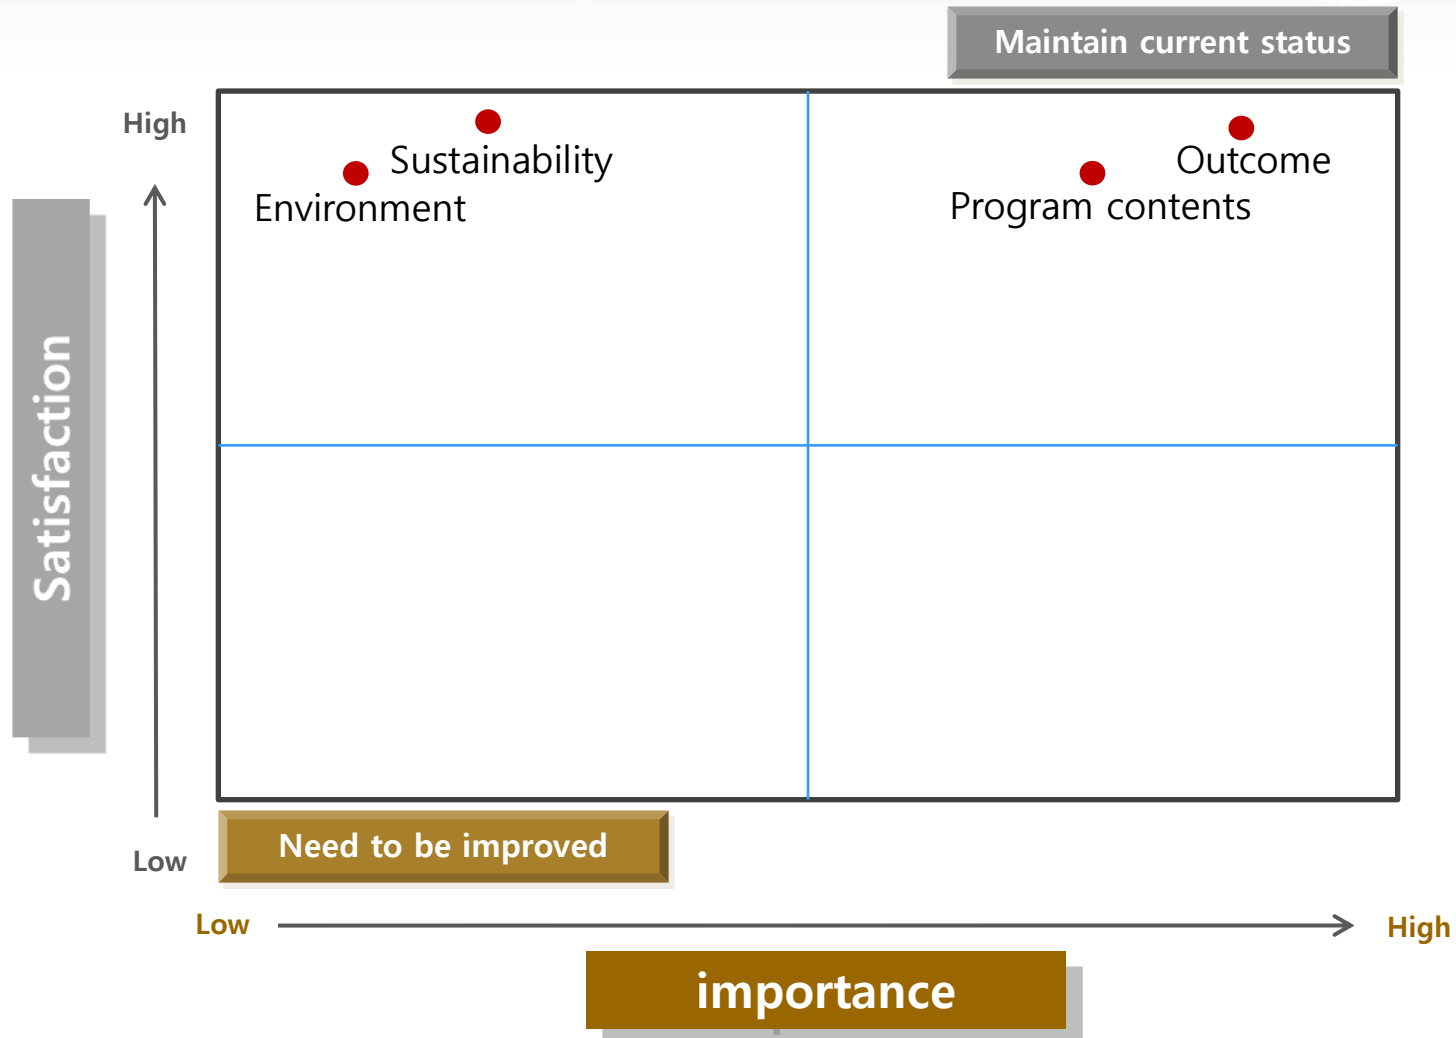 Maintain current status
High
Sustainability
Outcome
Environment
Program contents
Satisfaction
Need to be improved
Low
Low
High
importance